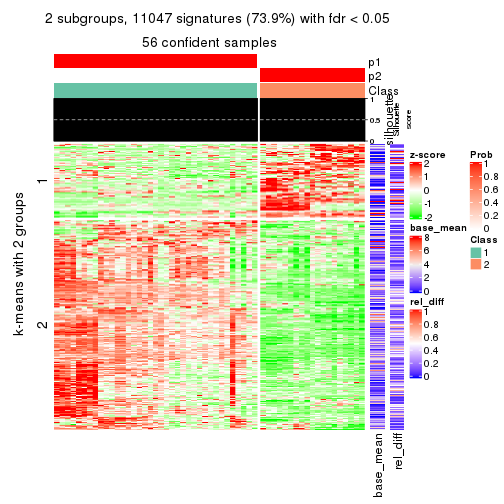 2 subgroups, 11047 signatures (73.9%) with fdr < 0.05
56 confident samples
p1
p2
Class
silhouette
Silhouette
score
1
0.5
0
k-means with 2 groups
1
2
base_mean
rel_diff
z-score
2
1
0
-1
-2
base_mean
8
6
4
2
0
rel_diff
1
0.8
0.6
0.4
0.2
0
Prob
1
0.8
0.6
0.4
0.2
0
Class
1
2